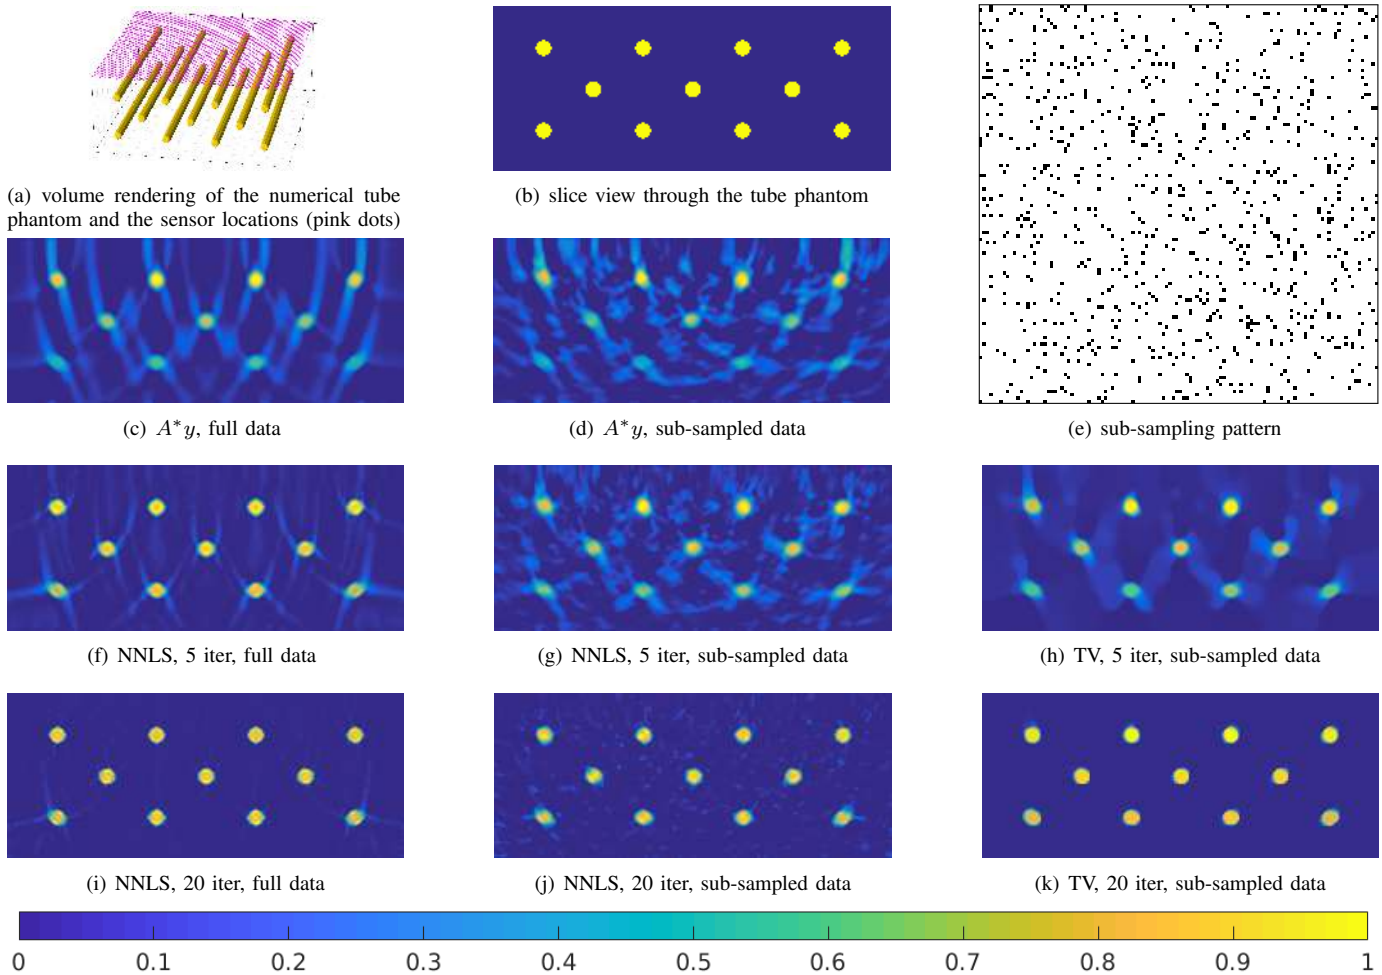 (a) volume rendering of the numerical tube
phantom and the sensor locations (pink dots)
(b) slice view through the tube phantom
(c) A*y, full data
(d) A*y, sub-sampled data
(e) sub-sampling pattern
(f) NNLS, 5 iter, full data
(g) NNLS, 5 iter, sub-sampled data
(h) TV, 5 iter, sub-sampled data
(i) NNLS, 20 iter, full data
(j) NNLS, 20 iter, sub-sampled data
(k) TV, 20 iter, sub-sampled data
0 0.1 0.2 0.3 0.4 0.5 0.6 0.7 0.8 0.9 1